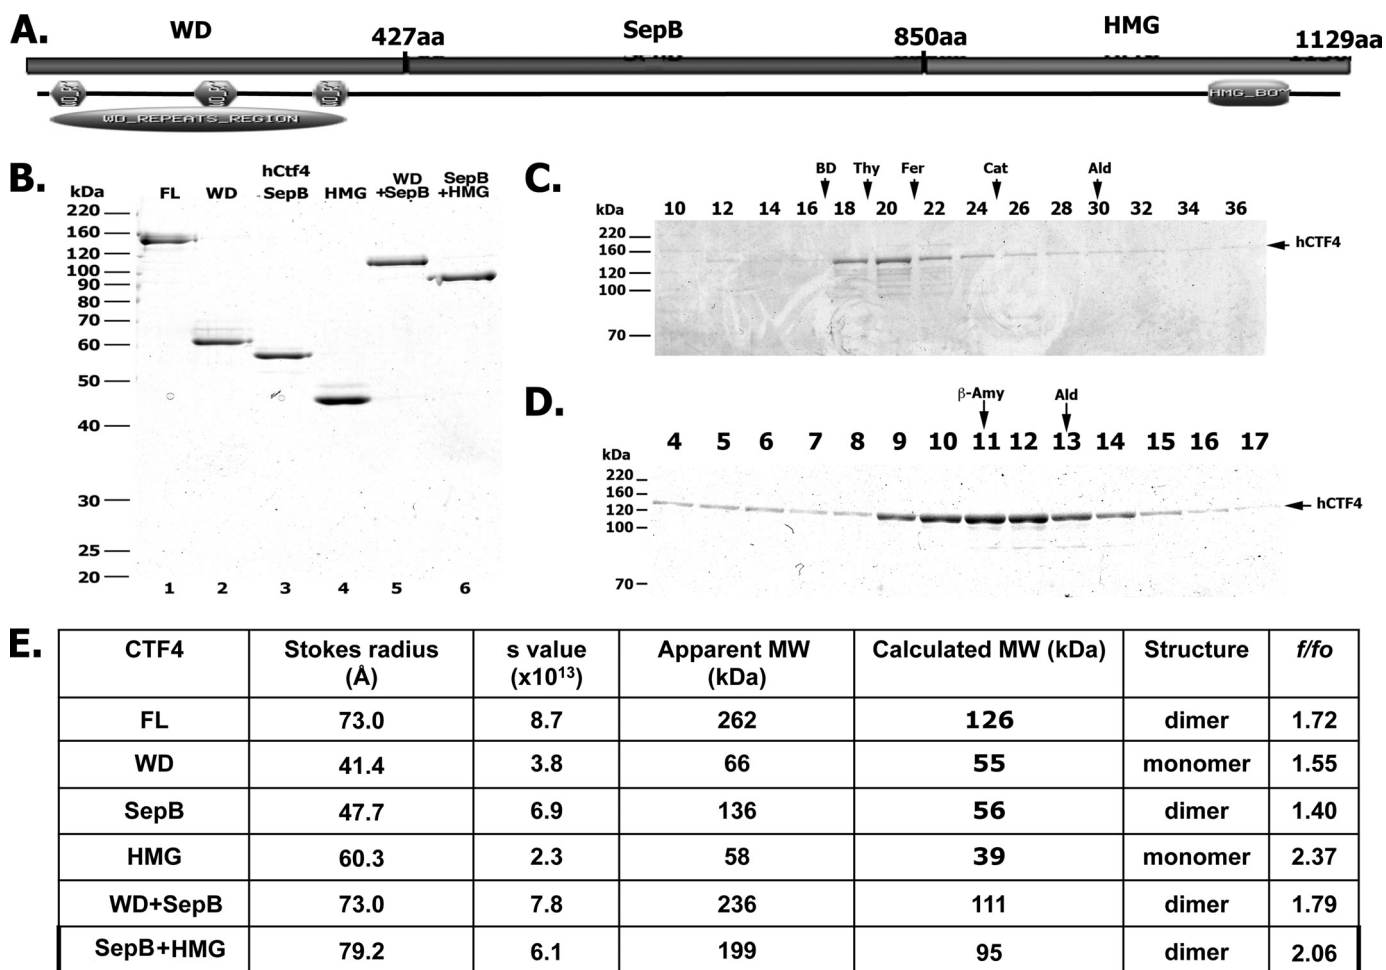 A.
WD SepB HMG
427aa 850aa 1129aa
WD_REPEATS_REGION
B.
hCtf4
kDa FL WD SepB HMG WD +SepB SepB +HMG
220
160
120
100
90
80
70
60
50
40
30
25
20
1 2 3 4 5 6
C.
BD Thy Fer Cat Ald
kDa 10 12 14 16 18 20 22 24 26 28 30 32 34 36
220
160
120
100
70
hCTF4
D.
β-Amy Ald
4 5 6 7 8 9 10 11 12 13 14 15 16 17
kDa
220
160
120
100
70
hCTF4
E.
CTF4 Stokes radius (Å) s value (x10¹³) Apparent MW (kDa) Calculated MW (kDa) Structure f/fo
FL 73.0 8.7 262 126 dimer 1.72
WD 41.4 3.8 66 55 monomer 1.55
SepB 47.7 6.9 136 56 dimer 1.40
HMG 60.3 2.3 58 39 monomer 2.37
WD+SepB 73.0 7.8 236 111 dimer 1.79
SepB+HMG 79.2 6.1 199 95 dimer 2.06